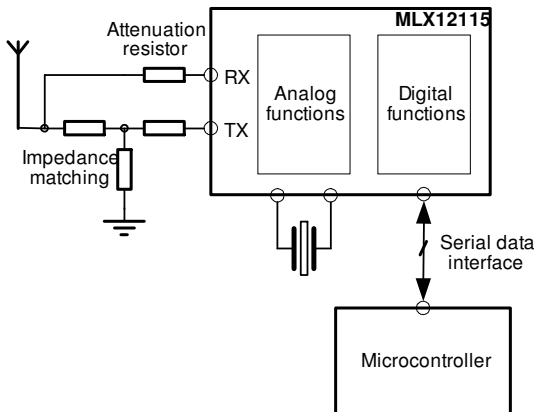 MLX12115
Attenuation
resistor
RX
TX
Analog
functions
Digital
functions
Impedance
matching
Serial data
interface
Microcontroller